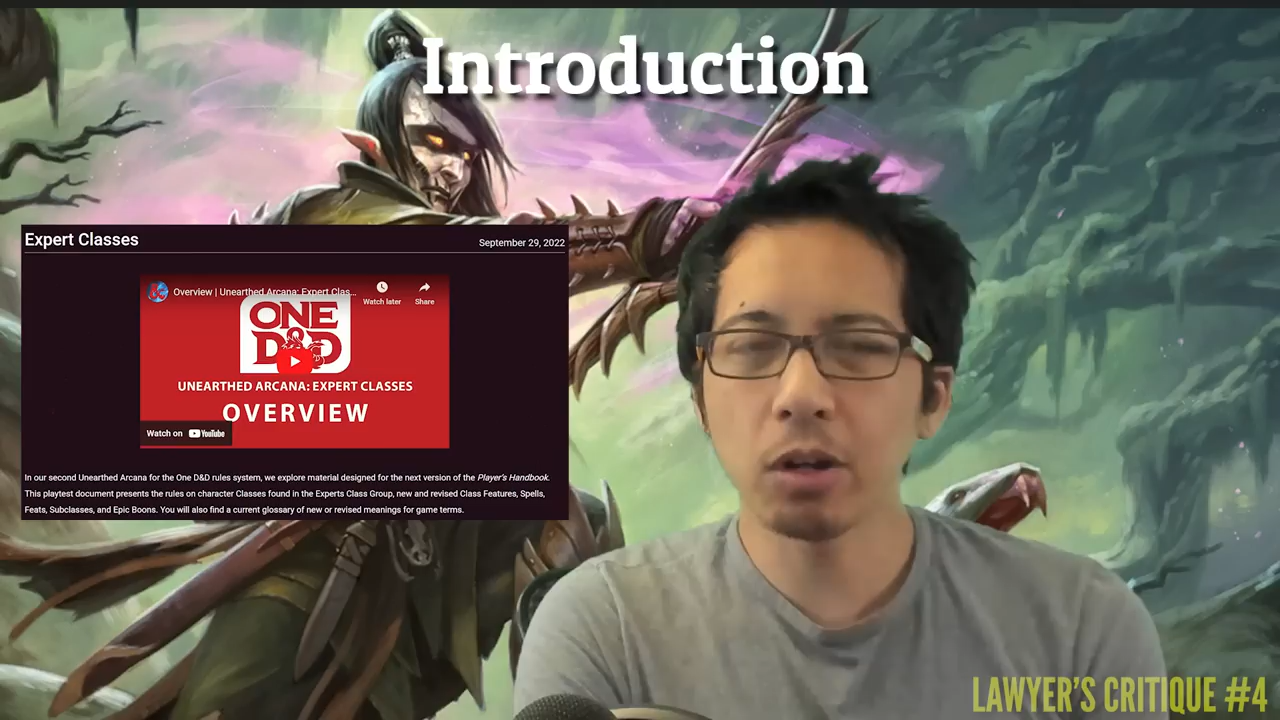 Introduction
Expert Classes
September 29, 2022
Overview | Unearthed Arcana: Expert Clas...
Watch later
Share
ONE
D&D
UNEARTHED ARCANA: EXPERT CLASSES
OVERVIEW
Watch on YouTube
In our second Unearthed Arcana for the One D&D rules system, we explore material designed for the next version of the Player's Handbook.
This playtest document presents the rules on character Classes found in the Experts Class Group, new and revised Class Features, Spells,
Feats, Subclasses, and Epic Boons. You will also find a current glossary of new or revised meanings for game terms.
LAWYER'S CRITIQUE #4